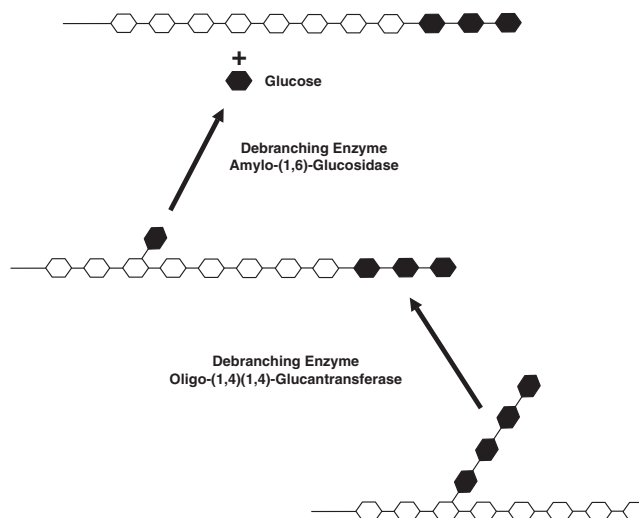 +
Glucose
Debranching Enzyme
Amylo-(1,6)-Glucosidase
Debranching Enzyme
Oligo-(1,4)(1,4)-Glucantransferase